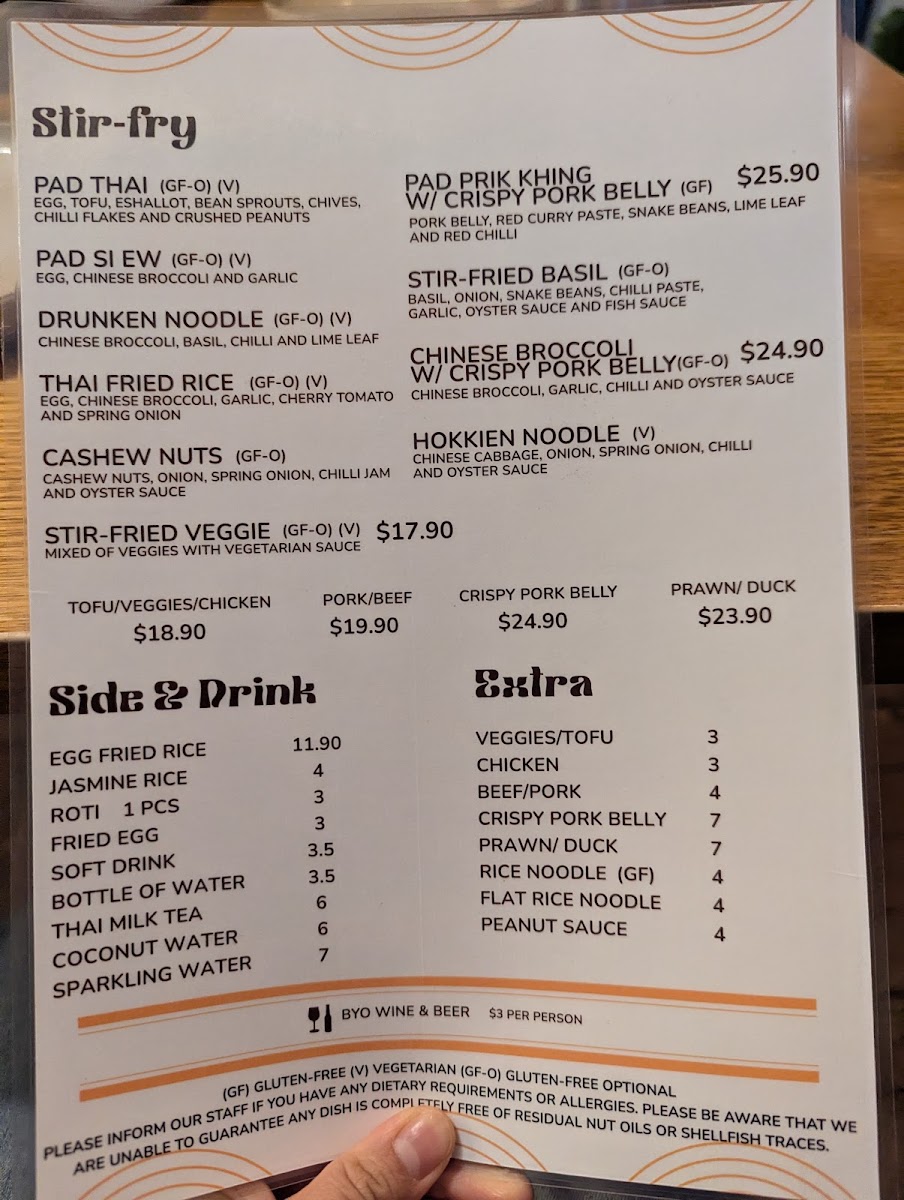 Stir-fry
PAD THAI (GF-O) (V)
EGG, TOFU, ESHALLOT, BEAN SPROUTS, CHIVES,
CHILLI FLAKES AND CRUSHED PEANUTS
PAD SI EW (GF-O) (V)
EGG, CHINESE BROCCOLI AND GARLIC
DRUNKEN NOODLE (GF-O) (V)
CHINESE BROCCOLI, BASIL, CHILLI AND LIME LEAF
THAI FRIED RICE (GF-O) (V)
EGG, CHINESE BROCCOLI, GARLIC, CHERRY TOMATO
AND SPRING ONION
CASHEW NUTS (GF-O)
CASHEW NUTS, ONION, SPRING ONION, CHILLI JAM
AND OYSTER SAUCE
STIR-FRIED VEGGIE (GF-O) (V) $17.90
MIXED OF VEGGIES WITH VEGETARIAN SAUCE
PAD PRIK KHING
W/ CRISPY PORK BELLY (GF) $25.90
PORK BELLY, RED CURRY PASTE, SNAKE BEANS, LIME LEAF
AND RED CHILLI
STIR-FRIED BASIL (GF-O)
BASIL, ONION, SNAKE BEANS, CHILLI PASTE,
GARLIC, OYSTER SAUCE AND FISH SAUCE
CHINESE BROCCOLI
W/ CRISPY PORK BELLY(GF-O) $24.90
CHINESE BROCCOLI, GARLIC, CHILLI AND OYSTER SAUCE
HOKKIEN NOODLE (V)
CHINESE CABBAGE, ONION, SPRING ONION, CHILLI
AND OYSTER SAUCE
TOFU/VEGGIES/CHICKEN PORK/BEEF CRISPY PORK BELLY PRAWN/ DUCK
$18.90 $19.90 $24.90 $23.90
Side & Drink
EGG FRIED RICE 11.90
JASMINE RICE 4
ROTI 1 PCS 3
FRIED EGG 3
SOFT DRINK 3.5
BOTTLE OF WATER 3.5
THAI MILK TEA 6
COCONUT WATER 6
SPARKLING WATER 7
Extra
VEGGIES/TOFU 3
CHICKEN 3
BEEF/PORK 4
CRISPY PORK BELLY 7
PRAWN/ DUCK 7
RICE NOODLE (GF) 4
FLAT RICE NOODLE 4
PEANUT SAUCE 4
BYO WINE & BEER $3 PER PERSON
(GF) GLUTEN-FREE (V) VEGETARIAN (GF-O) GLUTEN-FREE OPTIONAL
PLEASE INFORM OUR STAFF IF YOU HAVE ANY DIETARY REQUIREMENTS OR ALLERGIES. PLEASE BE AWARE THAT WE
ARE UNABLE TO GUARANTEE ANY DISH IS COMPLETELY FREE OF RESIDUAL NUT OILS OR SHELLFISH TRACES.